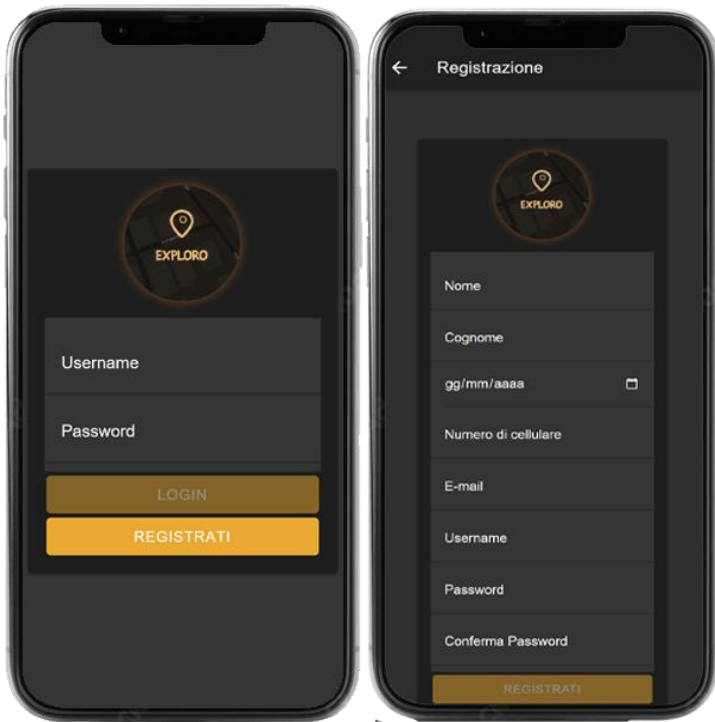 EXPLORO
Username
Password
LOGIN
REGISTRATI
Registrazione
EXPLORO
Nome
Cognome
gg/mm/aaaa
Numero di cellulare
E-mail
Username
Password
Conferma Password
REGISTRATI